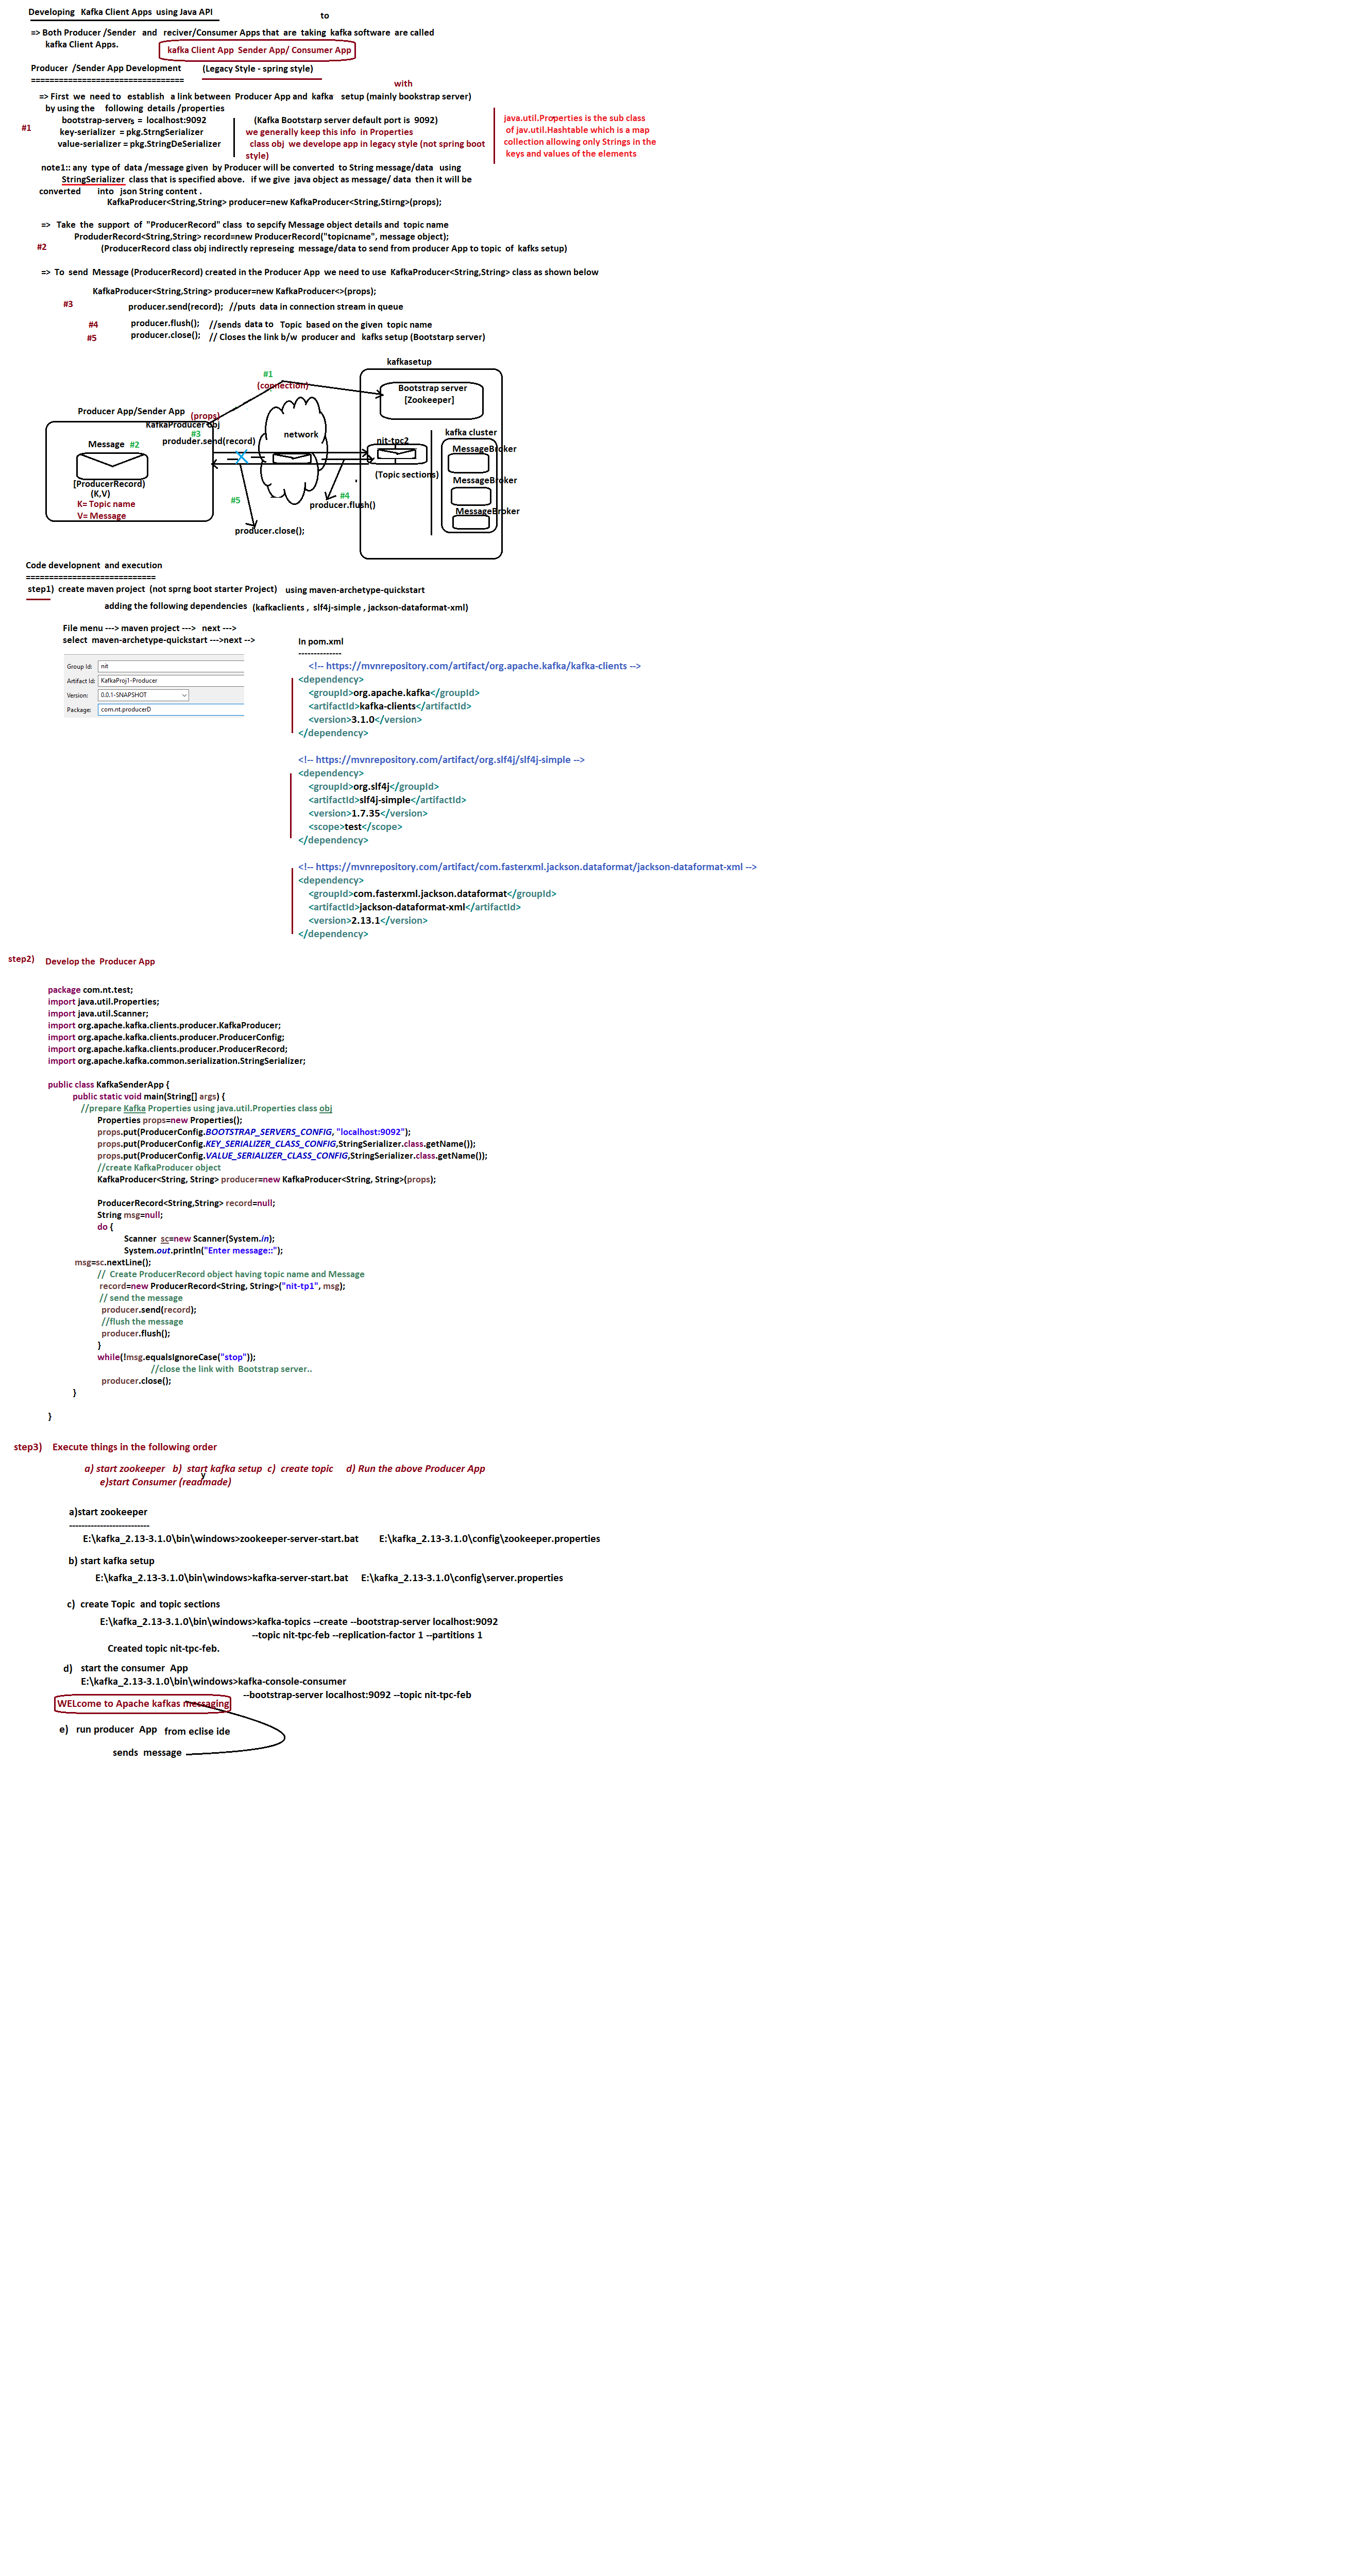 Developing   Kafka Client Apps  using Java API
to
=> Both Producer /Sender   and   reciver/Consumer Apps that  are  taking  kafka software  are called
kafka Client Apps.
kafka Client App  Sender App/ Consumer App
Producer  /Sender App Development
(Legacy Style - spring style)
=================================
with
=> First  we  need to   establish   a link between  Producer App and  kafka    setup (mainly bookstrap server)
by using the    following  details /properties
#1
bootstrap-servers =  localhost:9092
key-serializer  = pkg.StrngSerializer
value-serializer = pkg.StringDeSerializer
(Kafka Bootstarp server default port is  9092)
we generally keep this info  in Properties
class obj  we develope app in legacy style (not spring boot
style)
java.util.Properties is the sub class
of jav.util.Hashtable which is a map
collection allowing only Strings in the
keys and values of the elements
note1:: any  type of  data /message given  by Producer will be converted  to String message/data   using
StringSerializer  class that is specified above.   if we give  java object as message/ data  then it will be
converted       into   json String content .
KafkaProducer<String,String> producer=new KafkaProducer<String,Stirng>(props);
=>   Take  the  support of  "ProducerRecord" class  to sepcify Message object details and  topic name
ProduderRecord<String,String> record=new ProducerRecord("topicname", message object);
#2
(ProducerRecord class obj indirectly represeing  message/data to send from producer App to topic  of  kafks setup)
=>  To  send  Message (ProducerRecord) created in the Producer App  we need to use  KafkaProducer<String,String> class as shown below
KafkaProducer<String,String> producer=new KafkaProducer<>(props);
#3
producer.send(record);   //puts  data in connection stream in queue
#4
producer.flush();    //sends  data to   Topic  based on the given  topic name
#5
producer.close();    // Closes the link b/w  producer and   kafks setup (Bootstarp server)
kafkasetup
#1
(connection)
Bootstrap server
[Zookeeper]
Producer App/Sender App
(props)
KafkaProducer obj
#3
produder.send(record)
network
nit-tpc2
kafka cluster
Message  #2
MessageBroker
(Topic sections)
MessageBroker
[ProducerRecord)
(K,V)
K= Topic name
V= Message
#5
#4
producer.flush()
MessageBroker
producer.close();
Code developnent  and execution
============================
step1)  create maven project  (not sprng boot starter Project)    using maven-archetype-quickstart
adding the following dependencies  (kafkaclients ,  slf4j-simple , jackson-dataformat-xml)
File menu ---> maven project --->   next --->
select  maven-archetype-quickstart --->next -->
Group Id: nit
Artifact Id: KafkaProj1-Producer
Version: 0.0.1-SNAPSHOT
Package: com.nt.producerD
In pom.xml
--------------
<!-- https://mvnrepository.com/artifact/org.apache.kafka/kafka-clients -->
<dependency>
<groupId>org.apache.kafka</groupId>
<artifactId>kafka-clients</artifactId>
<version>3.1.0</version>
</dependency>
<!-- https://mvnrepository.com/artifact/org.slf4j/slf4j-simple -->
<dependency>
<groupId>org.slf4j</groupId>
<artifactId>slf4j-simple</artifactId>
<version>1.7.35</version>
<scope>test</scope>
</dependency>
<!-- https://mvnrepository.com/artifact/com.fasterxml.jackson.dataformat/jackson-dataformat-xml -->
<dependency>
<groupId>com.fasterxml.jackson.dataformat</groupId>
<artifactId>jackson-dataformat-xml</artifactId>
<version>2.13.1</version>
</dependency>
step2)    Develop the  Producer App
package com.nt.test;
import java.util.Properties;
import java.util.Scanner;
import org.apache.kafka.clients.producer.KafkaProducer;
import org.apache.kafka.clients.producer.ProducerConfig;
import org.apache.kafka.clients.producer.ProducerRecord;
import org.apache.kafka.common.serialization.StringSerializer;
public class KafkaSenderApp {
public static void main(String[] args) {
//prepare Kafka Properties using java.util.Properties class obj
Properties props=new Properties();
props.put(ProducerConfig.BOOTSTRAP_SERVERS_CONFIG, "localhost:9092");
props.put(ProducerConfig.KEY_SERIALIZER_CLASS_CONFIG,StringSerializer.class.getName());
props.put(ProducerConfig.VALUE_SERIALIZER_CLASS_CONFIG,StringSerializer.class.getName());
//create KafkaProducer object
KafkaProducer<String, String> producer=new KafkaProducer<String, String>(props);
ProducerRecord<String,String> record=null;
String msg=null;
do {
Scanner  sc=new Scanner(System.in);
System.out.println("Enter message::");
msg=sc.nextLine();
//  Create ProducerRecord object having topic name and Message
record=new ProducerRecord<String, String>("nit-tp1", msg);
// send the message
producer.send(record);
//flush the message
producer.flush();
}
while(!msg.equalsIgnoreCase("stop"));
//close the link with  Bootstrap server..
producer.close();
}
}
step3)    Execute things in the following order
a) start zookeeper   b)  start kafka setup  c)  create topic     d) Run the above Producer App
y
e)start Consumer (readmade)
a)start zookeeper
--------------------------
E:\kafka_2.13-3.1.0\bin\windows>zookeeper-server-start.bat        E:\kafka_2.13-3.1.0\config\zookeeper.properties
b) start kafka setup
E:\kafka_2.13-3.1.0\bin\windows>kafka-server-start.bat     E:\kafka_2.13-3.1.0\config\server.properties
c)  create Topic  and topic sections
E:\kafka_2.13-3.1.0\bin\windows>kafka-topics --create --bootstrap-server localhost:9092
--topic nit-tpc-feb --replication-factor 1 --partitions 1
Created topic nit-tpc-feb.
d)   start the consumer  App
E:\kafka_2.13-3.1.0\bin\windows>kafka-console-consumer
--bootstrap-server localhost:9092 --topic nit-tpc-feb
WELcome to Apache kafkas messaging
e)   run producer  App   from eclise ide
sends  message